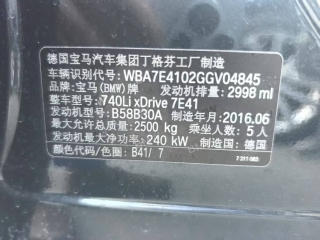 德国宝马汽车集团丁格芬工厂制造
车辆识别代号: WBA7E4102GGV04845
品牌: 宝马(BMW)牌 发动机排量: 2998 ml
整车型号: 740Li xDrive 7E41
发动机型号: B58B30A 制造年月: 2016.06
最大允许总质量: 2500 kg 乘坐人数: 5 人
发动机最大净功率: 240 kW 制造国: 德国
颜色代码/色圈: B41/ 7